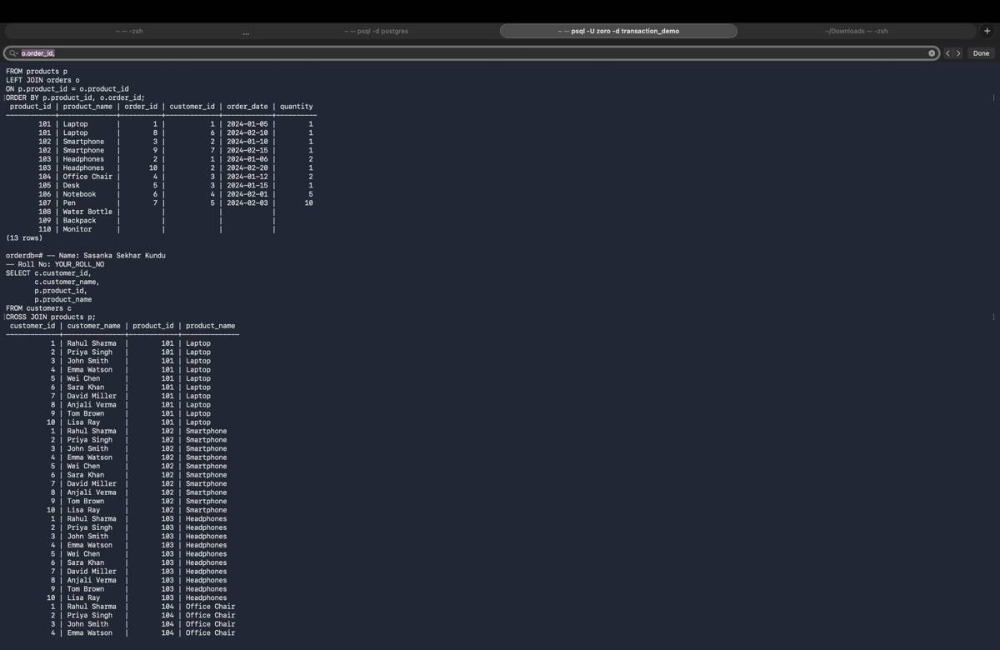 ~ — -zsh
...
~ — psql -d postgres
~ — psql -U zoro -d transaction_demo
~/Downloads — -zsh
+
o.order_id,
Done
FROM products p
LEFT JOIN orders o
ON p.product_id = o.product_id
ORDER BY p.product_id, o.order_id;
 product_id | product_name | order_id | customer_id | order_date | quantity
------------+--------------+----------+-------------+------------+----------
        101 | Laptop       |        1 |           1 | 2024-01-05 |        1
        101 | Laptop       |        8 |           6 | 2024-02-10 |        1
        102 | Smartphone   |        3 |           2 | 2024-01-10 |        1
        102 | Smartphone   |        9 |           7 | 2024-02-15 |        1
        103 | Headphones   |        2 |           1 | 2024-01-06 |        2
        103 | Headphones   |       10 |           2 | 2024-02-20 |        1
        104 | Office Chair |        4 |           3 | 2024-01-12 |        2
        105 | Desk         |        5 |           3 | 2024-01-15 |        1
        106 | Notebook     |        6 |           4 | 2024-02-01 |        5
        107 | Pen          |        7 |           5 | 2024-02-03 |       10
        108 | Water Bottle |          |             |            |
        109 | Backpack     |          |             |            |
        110 | Monitor      |          |             |            |
(13 rows)
orderdb=# -- Name: Sasanka Sekhar Kundu
-- Roll No: YOUR_ROLL_NO
SELECT c.customer_id,
       c.customer_name,
       p.product_id,
       p.product_name
FROM customers c
CROSS JOIN products p;
 customer_id | customer_name | product_id | product_name
-------------+---------------+------------+--------------
           1 | Rahul Sharma  |        101 | Laptop
           2 | Priya Singh   |        101 | Laptop
           3 | John Smith    |        101 | Laptop
           4 | Emma Watson   |        101 | Laptop
           5 | Wei Chen      |        101 | Laptop
           6 | Sara Khan     |        101 | Laptop
           7 | David Miller  |        101 | Laptop
           8 | Anjali Verma  |        101 | Laptop
           9 | Tom Brown     |        101 | Laptop
          10 | Lisa Ray      |        101 | Laptop
           1 | Rahul Sharma  |        102 | Smartphone
           2 | Priya Singh   |        102 | Smartphone
           3 | John Smith    |        102 | Smartphone
           4 | Emma Watson   |        102 | Smartphone
           5 | Wei Chen      |        102 | Smartphone
           6 | Sara Khan     |        102 | Smartphone
           7 | David Miller  |        102 | Smartphone
           8 | Anjali Verma  |        102 | Smartphone
           9 | Tom Brown     |        102 | Smartphone
          10 | Lisa Ray      |        102 | Smartphone
           1 | Rahul Sharma  |        103 | Headphones
           2 | Priya Singh   |        103 | Headphones
           3 | John Smith    |        103 | Headphones
           4 | Emma Watson   |        103 | Headphones
           5 | Wei Chen      |        103 | Headphones
           6 | Sara Khan     |        103 | Headphones
           7 | David Miller  |        103 | Headphones
           8 | Anjali Verma  |        103 | Headphones
           9 | Tom Brown     |        103 | Headphones
          10 | Lisa Ray      |        103 | Headphones
           1 | Rahul Sharma  |        104 | Office Chair
           2 | Priya Singh   |        104 | Office Chair
           3 | John Smith    |        104 | Office Chair
           4 | Emma Watson   |        104 | Office Chair